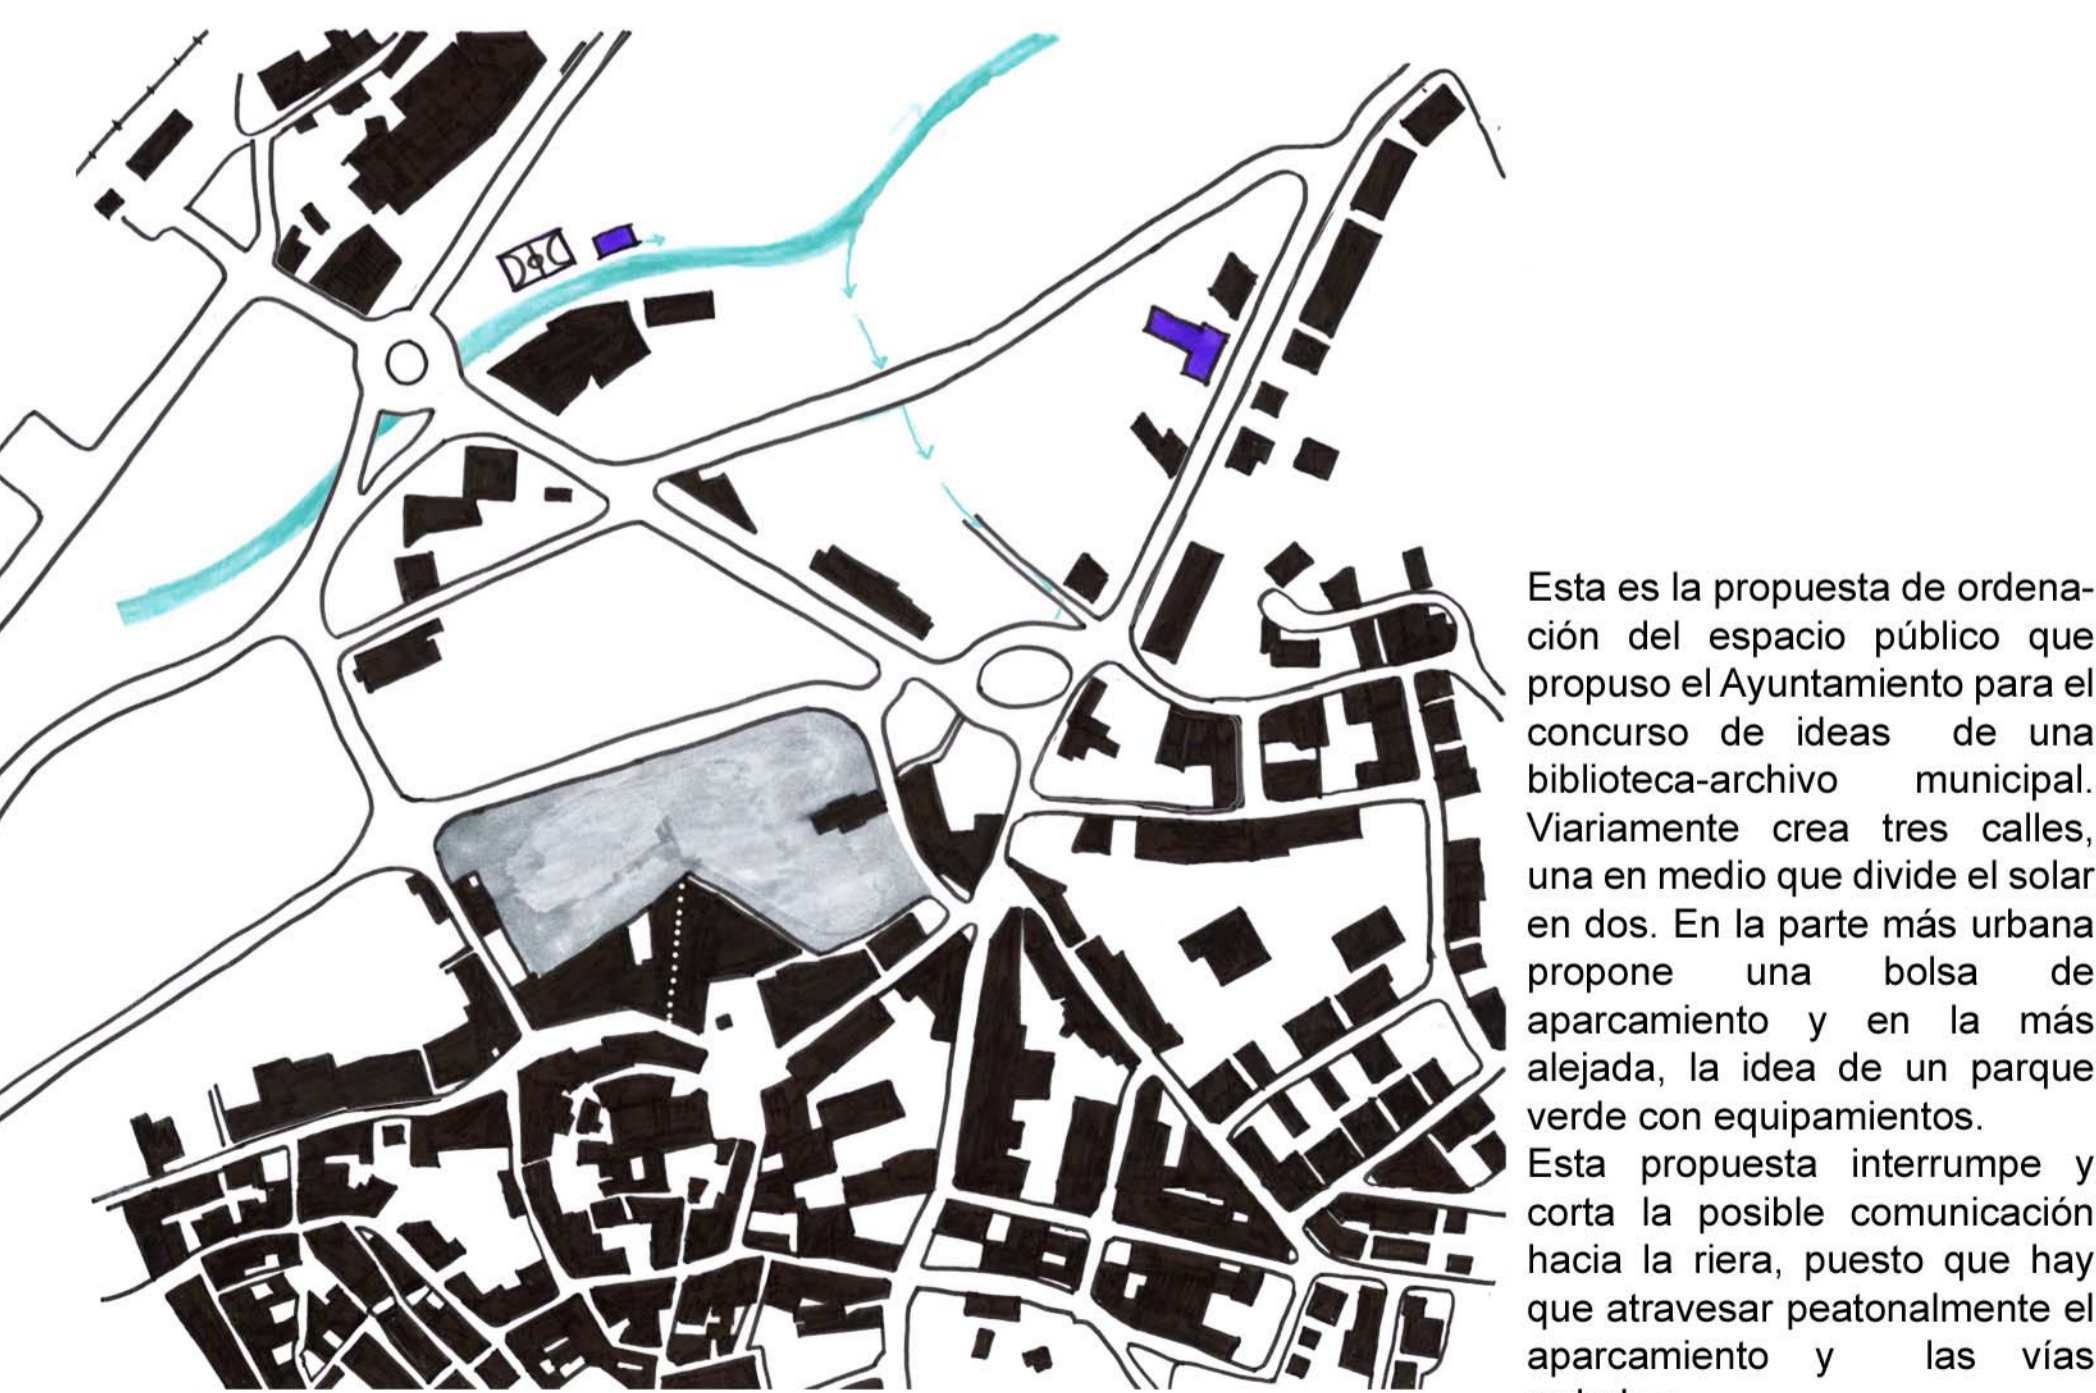 Esta es la propuesta de ordena-
ción del espacio público que
propuso el Ayuntamiento para el
concurso de ideas de una
biblioteca-archivo municipal.
Viariamente crea tres calles,
una en medio que divide el solar
en dos. En la parte más urbana
propone una bolsa de
aparcamiento y en la más
alejada, la idea de un parque
verde con equipamientos.
Esta propuesta interrumpe y
corta la posible comunicación
hacia la riera, puesto que hay
que atravesar peatonalmente el
aparcamiento y las vías